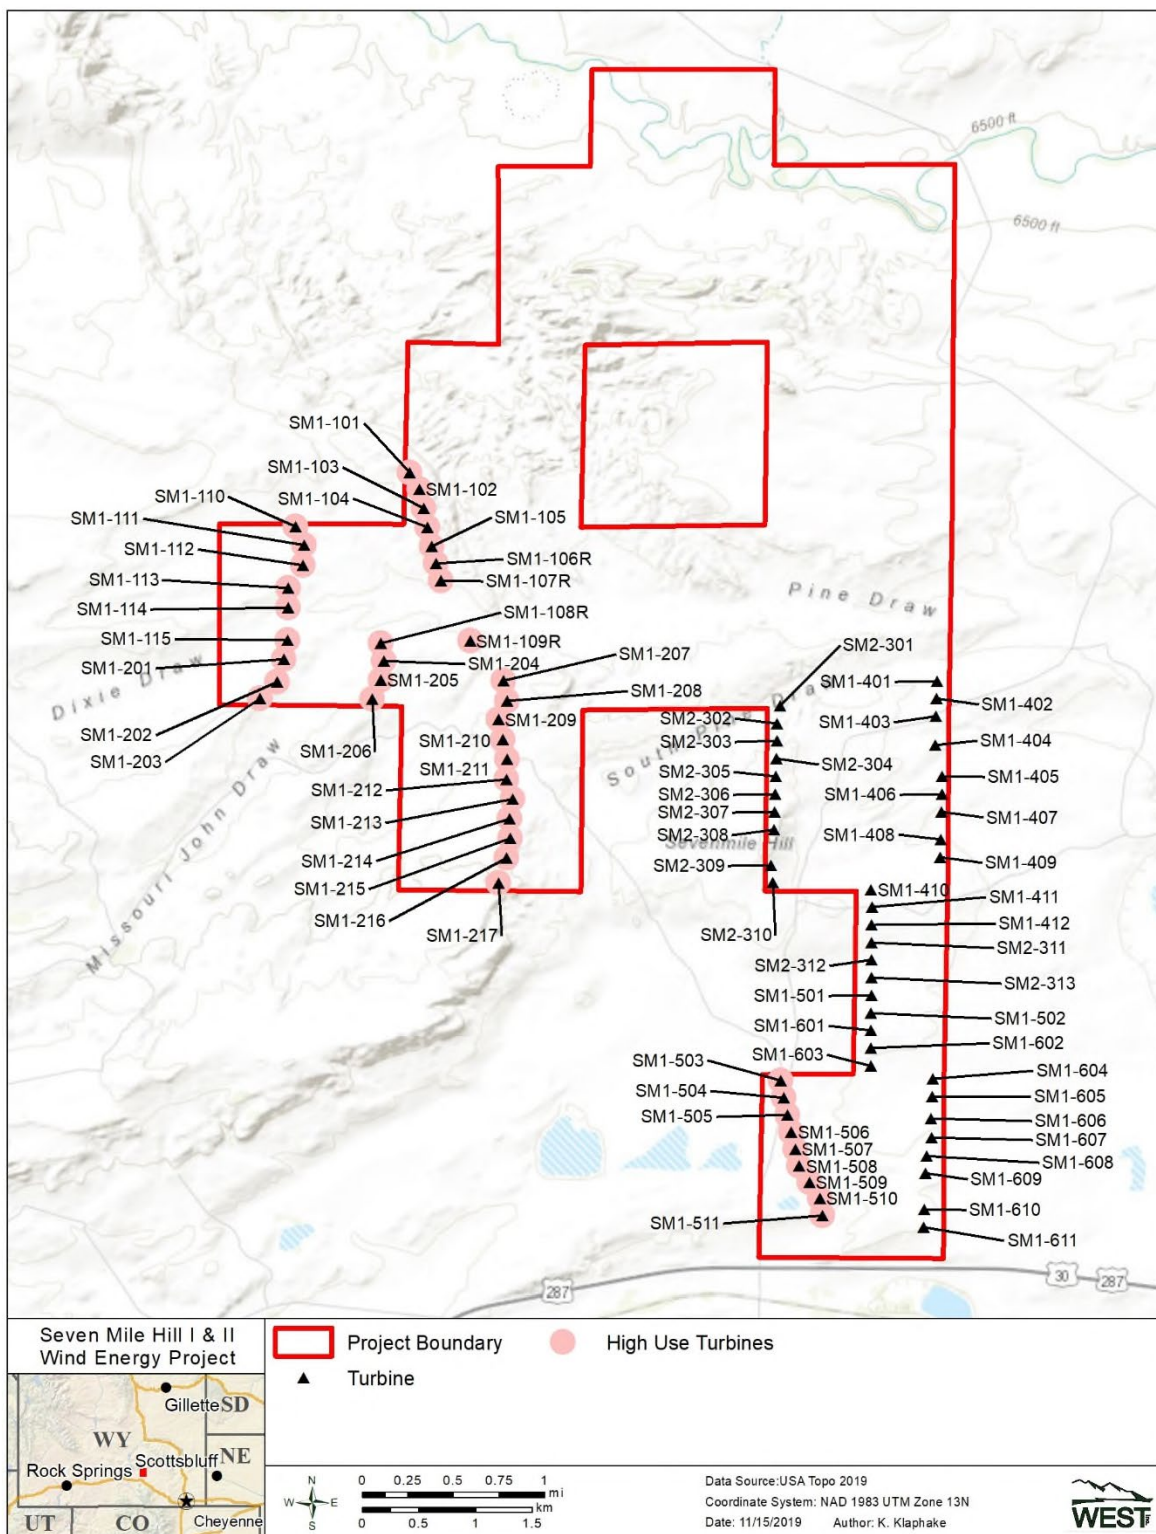 6500 ft
6500 ft
SM1-101
SM1-103
SM1-102
SM1-110
SM1-104
SM1-111
SM1-105
SM1-112
SM1-106R
SM1-113
SM1-107R
SM1-114
Pine Draw
SM1-108R
SM1-115
SM1-109R
SM2-301
SM1-201
SM1-204
SM1-207
Dixie Draw
SM1-205
SM1-401
SM1-208
SM1-402
SM1-209
SM2-302
SM1-403
SM1-202
SM1-206
SM1-210
SM2-303
SM1-404
SM1-203
South Pine Draw
SM2-304
SM1-211
SM2-305
SM1-405
SM1-212
SM2-306
SM1-406
SM2-307
SM1-407
SM1-213
SM2-308
SM1-408
Sevenmile Hill
SM1-214
SM1-409
SM2-309
SM1-215
SM1-410
SM1-411
Missouri John Draw
SM1-216
SM1-412
SM1-217
SM2-310
SM2-311
SM2-312
SM2-313
SM1-501
SM1-502
SM1-601
SM1-602
SM1-503
SM1-603
SM1-604
SM1-504
SM1-605
SM1-505
SM1-606
SM1-506
SM1-607
SM1-507
SM1-608
SM1-508
SM1-609
SM1-509
SM1-510
SM1-610
SM1-511
SM1-611
287
30
287
Seven Mile Hill I & II
Wind Energy Project
Project Boundary
High Use Turbines
Turbine
Gillette
SD
WY
NE
Scottsbluff
Rock Springs
Cheyenne
UT
CO
N
W
E
S
0 0.25 0.5 0.75 1
mi
km
0 0.5 1 1.5
Data Source:USA Topo 2019
Coordinate System: NAD 1983 UTM Zone 13N
Date: 11/15/2019 Author: K. Klaphake
WEST